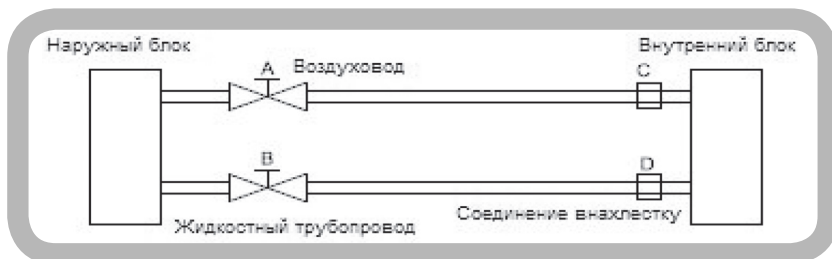 Наружный блок
Внутренний блок
A
Воздуховод
C
B
D
Жидкостный трубопровод
Соединение внахлестку